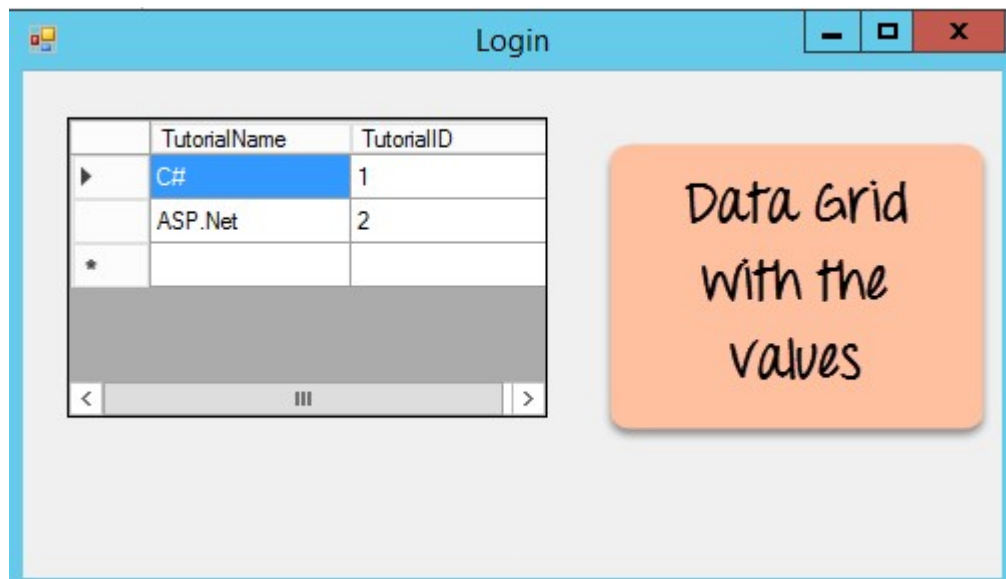 Login
TutorialName TutorialID
C# 1
ASP.Net 2
*
Data Grid
with the
values